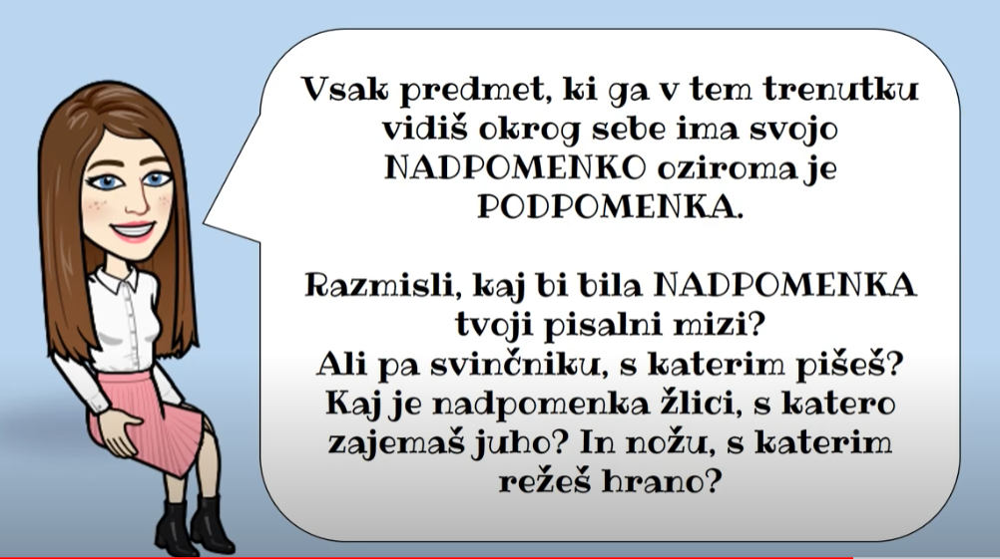 Vsak predmet, ki ga v tem trenutku
vidiš okrog sebe ima svojo
NADPOMENKO oziroma je
PODPOMENKA.
Razmisli, kaj bi bila NADPOMENKA
tvoji pisalni mizi?
Ali pa svinčniku, s katerim pišeš?
Kaj je nadpomenka žlici, s katero
zajemaš juho? In nožu, s katerim
režeš hrano?